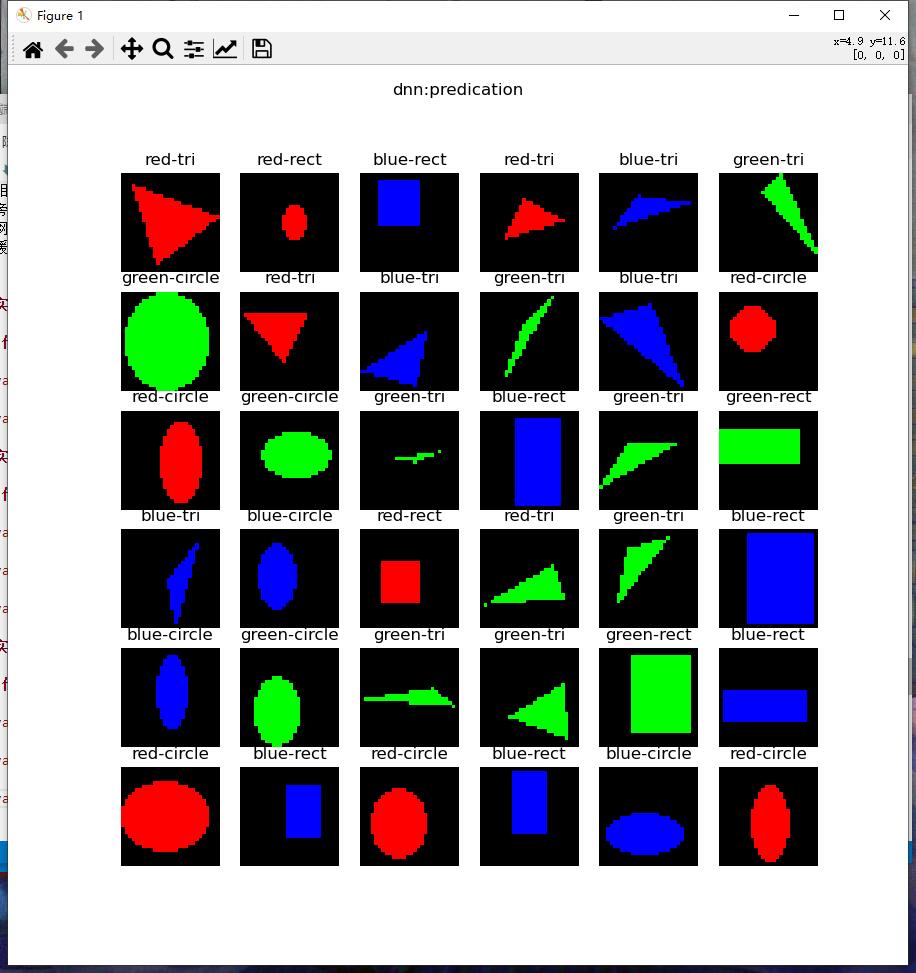 Figure 1
x=4.9 y=11.6
[0, 0, 0]
dnn:predication
red-tri red-rect blue-rect red-tri blue-tri green-tri
green-circle red-tri blue-tri green-tri blue-tri red-circle
red-circle green-circle green-tri blue-rect green-tri green-rect
blue-tri blue-circle red-rect red-tri green-tri blue-rect
blue-circle green-circle green-tri green-tri green-rect blue-rect
red-circle blue-rect red-circle blue-rect blue-circle red-circle